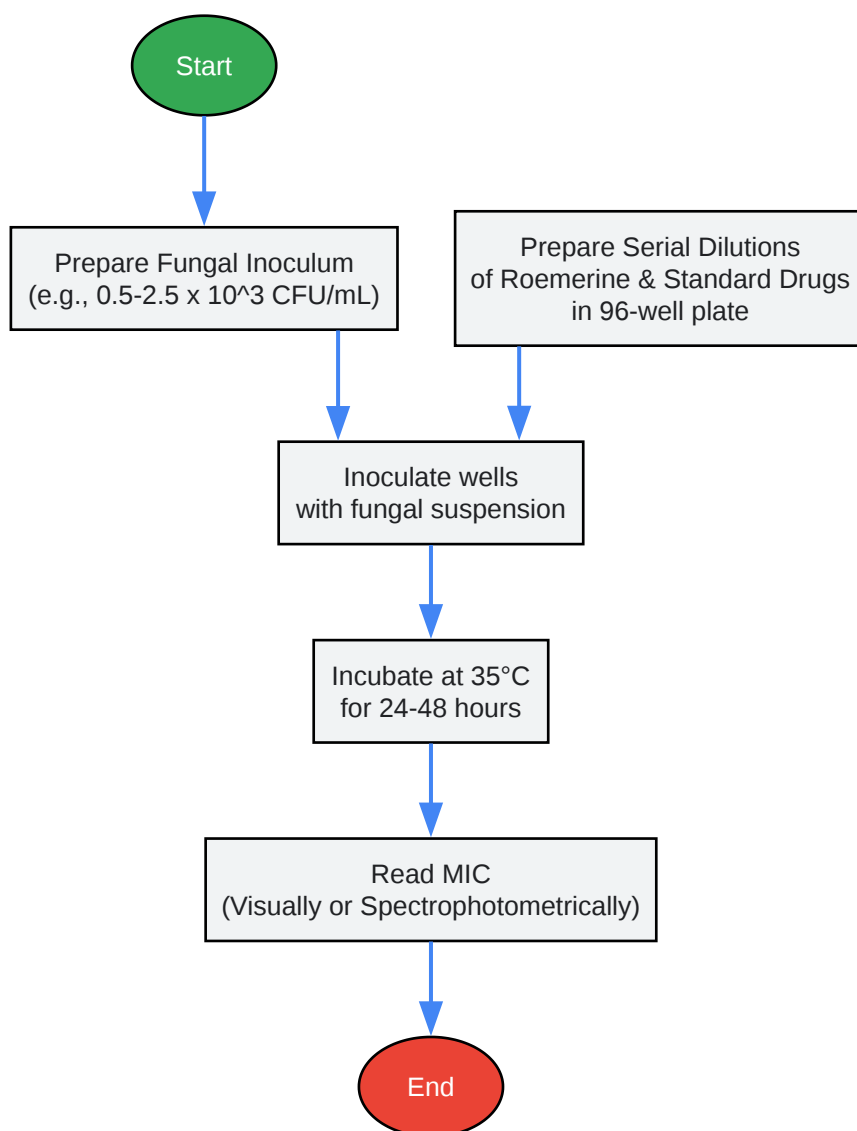 Start
Prepare Fungal Inoculum
(e.g., 0.5-2.5 x 10^3 CFU/mL)
Prepare Serial Dilutions
of Roemerine & Standard Drugs
in 96-well plate
Inoculate wells
with fungal suspension
Incubate at 35°C
for 24-48 hours
Read MIC
(Visually or Spectrophotometrically)
End